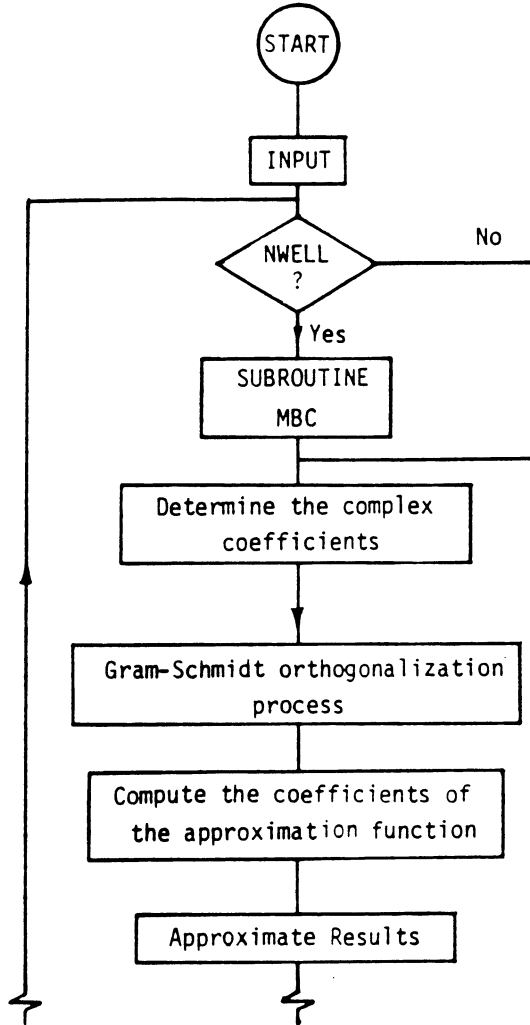 START
INPUT
NWELL
?
No
Yes
SUBROUTINE
MBC
Determine the complex
coefficients
Gram-Schmidt orthogonalization
process
Compute the coefficients of
the approximation function
Approximate Results